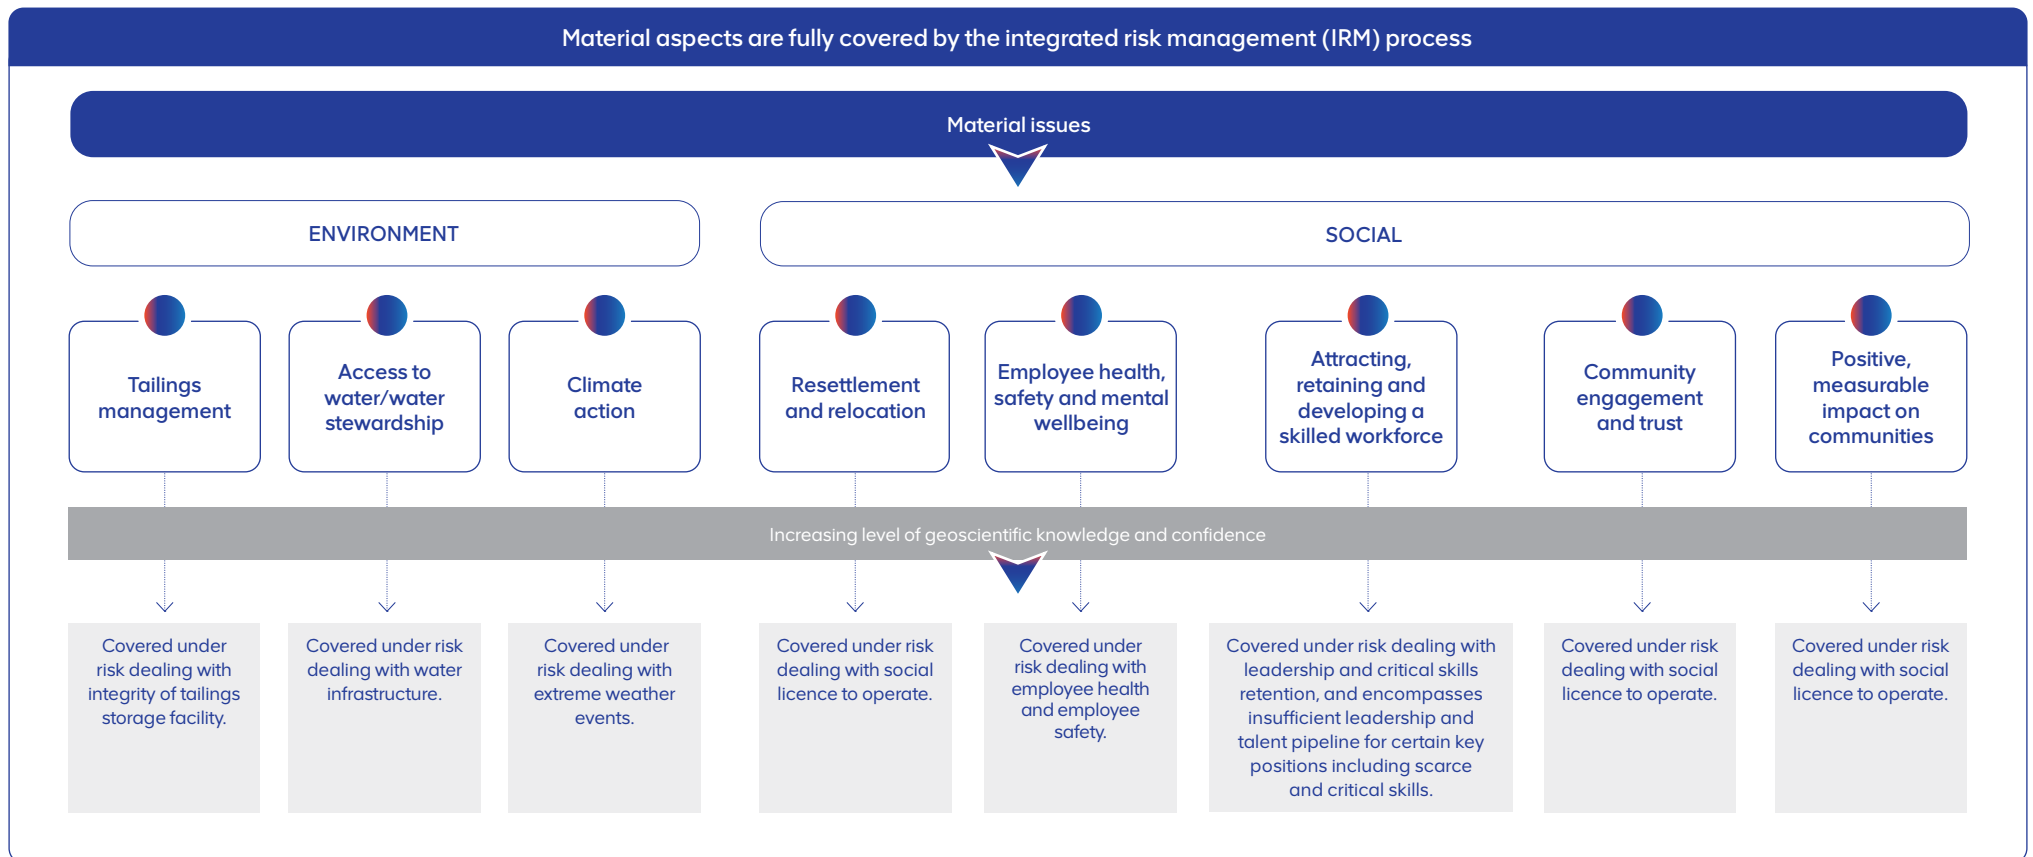 Material aspects are fully covered by the integrated risk management (IRM) process
Material issues
ENVIRONMENT
SOCIAL
Tailings
management
Access to
water/water
stewardship
Climate
action
Resettlement
and relocation
Employee health,
safety and mental
wellbeing
Attracting,
retaining and
developing a
skilled workforce
Community
engagement
and trust
Positive,
measurable
impact on
communities
Increasing level of geoscientific knowledge and confidence
Covered under
risk dealing with
integrity of tailings
storage facility.
Covered under risk
dealing with water
infrastructure.
Covered under
risk dealing with
extreme weather
events.
Covered under risk
dealing with social
licence to operate.
Covered under
risk dealing with
employee health
and employee
safety.
Covered under risk dealing with
leadership and critical skills
retention, and encompasses
insufficient leadership and
talent pipeline for certain key
positions including scarce
and critical skills.
Covered under risk
dealing with social
licence to operate.
Covered under risk
dealing with social
licence to operate.